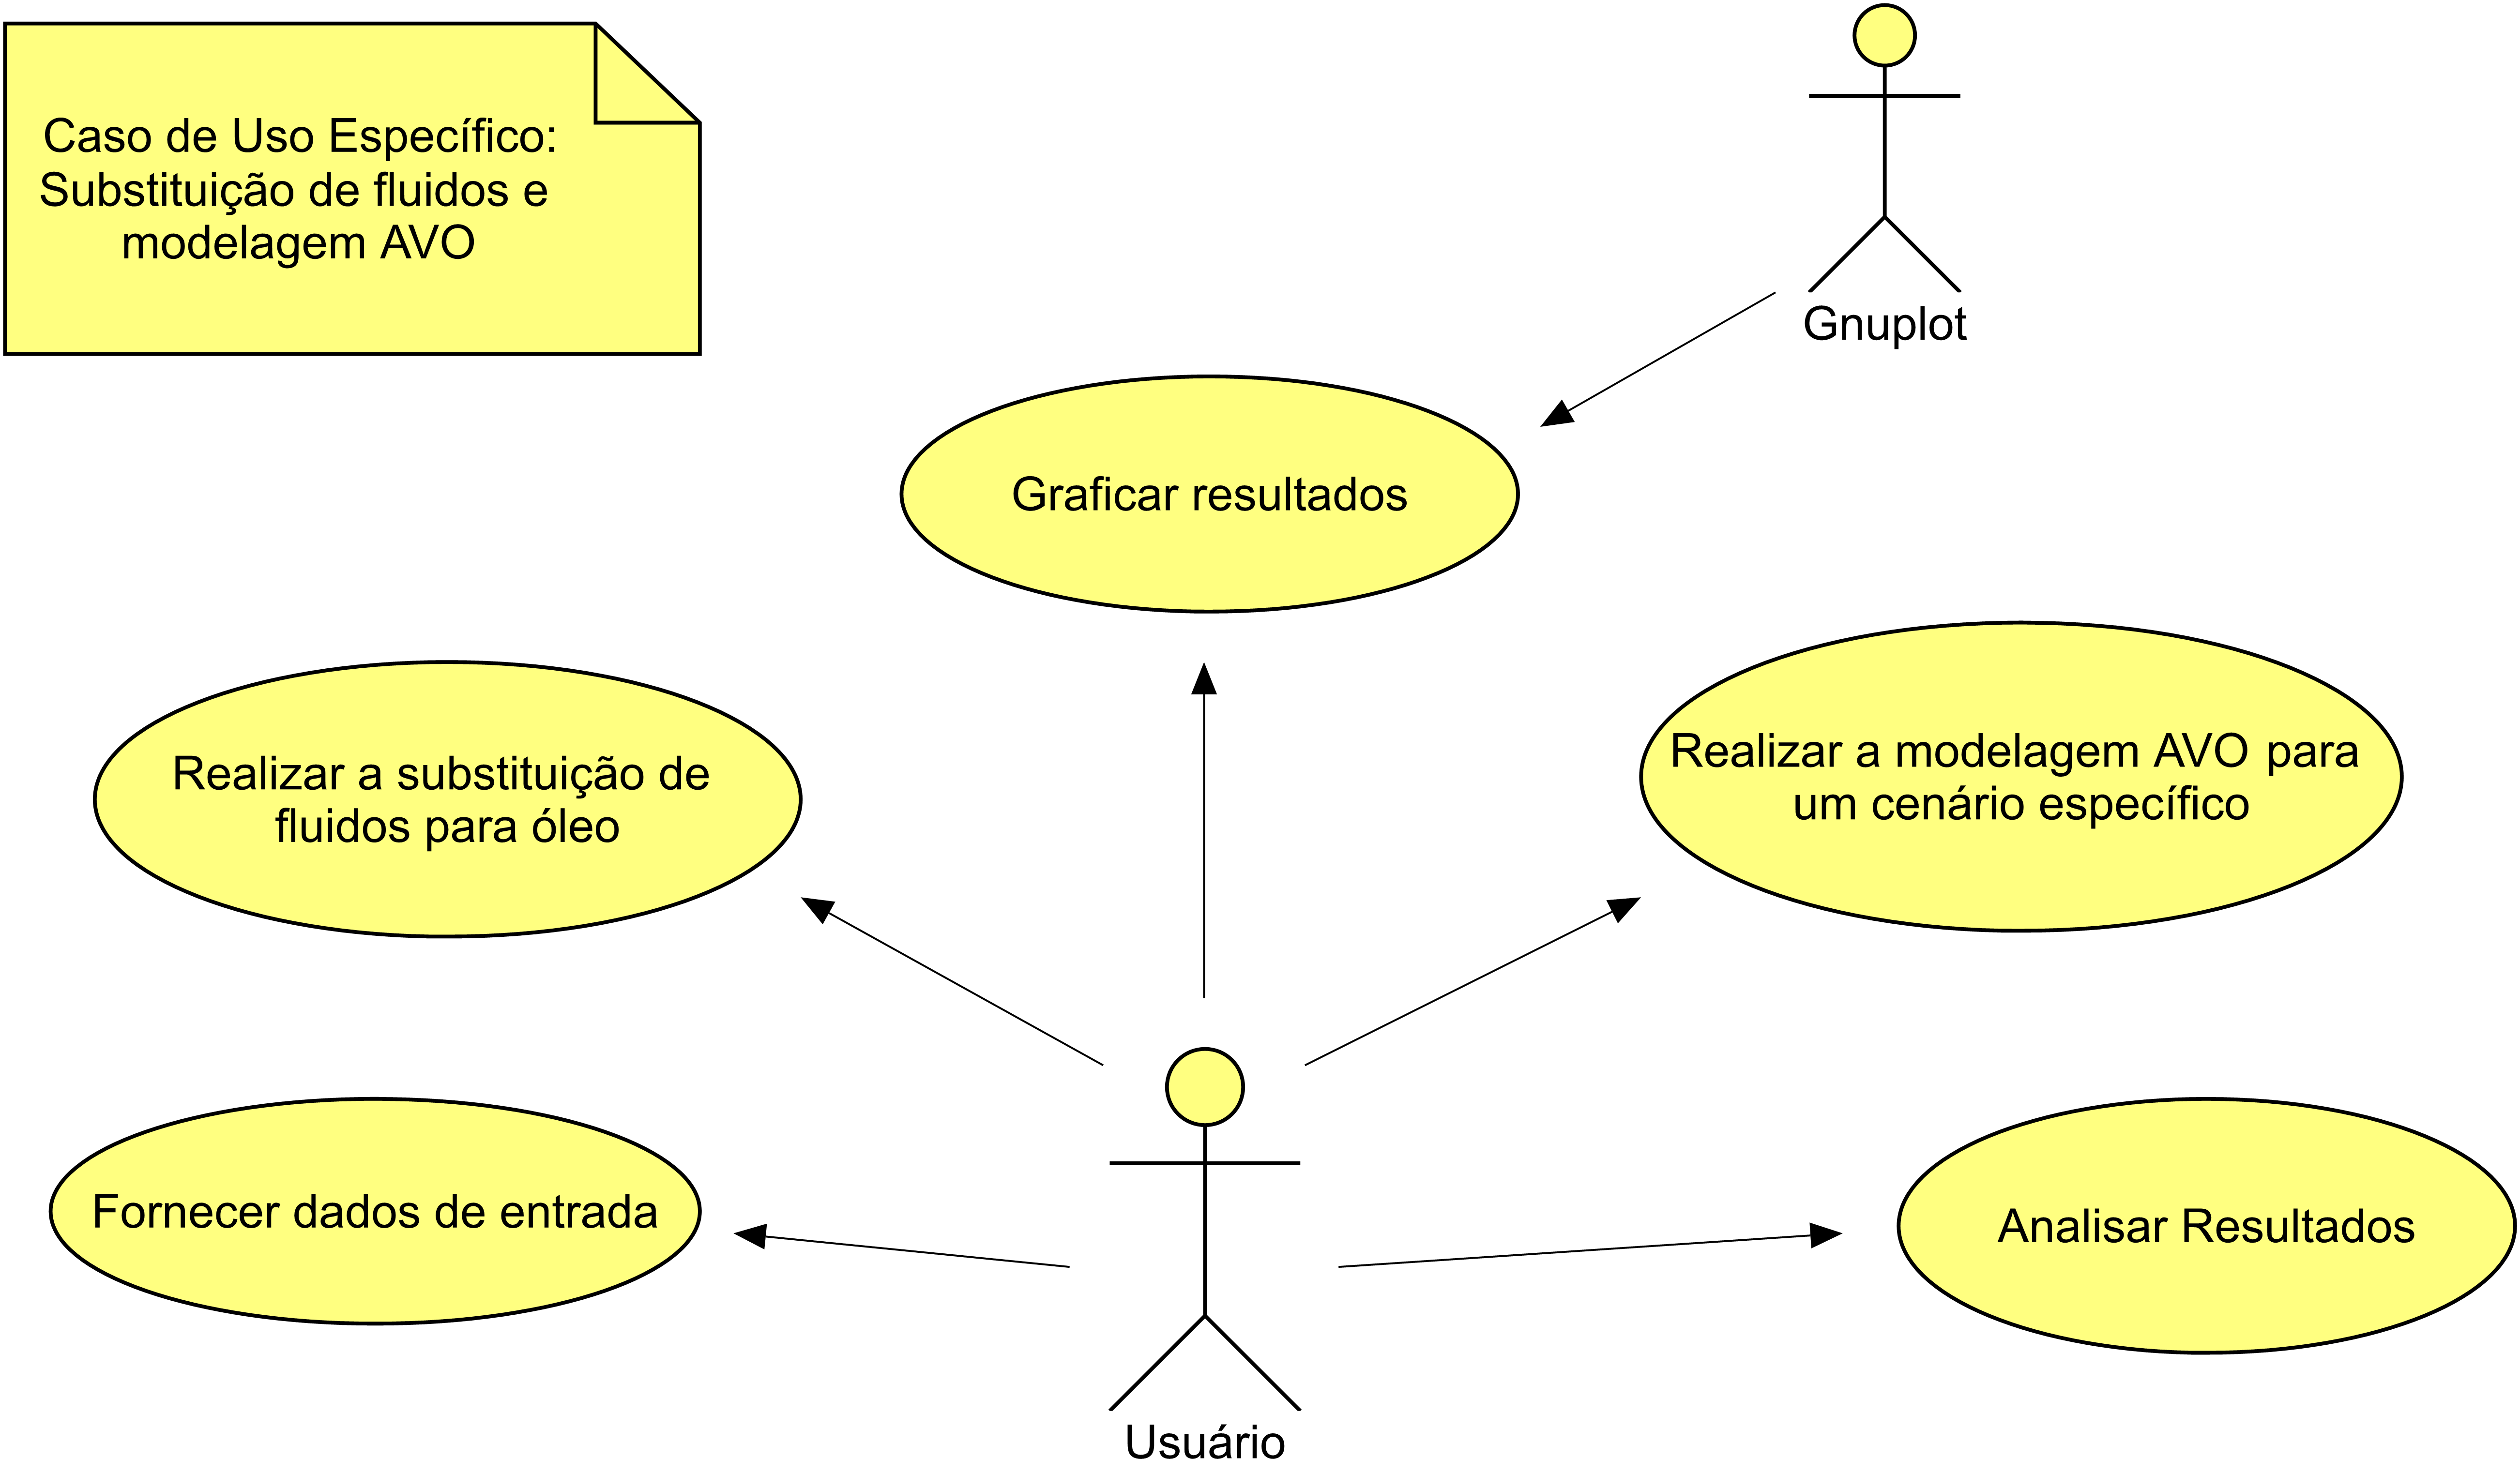 Caso de Uso Específico:
Substituição de fluidos e
modelagem AVO
Gnuplot
Graficar resultados
Realizar a substituição de
fluidos para óleo
Realizar a modelagem AVO para
um cenário específico
Fornecer dados de entrada
Analisar Resultados
Usuário